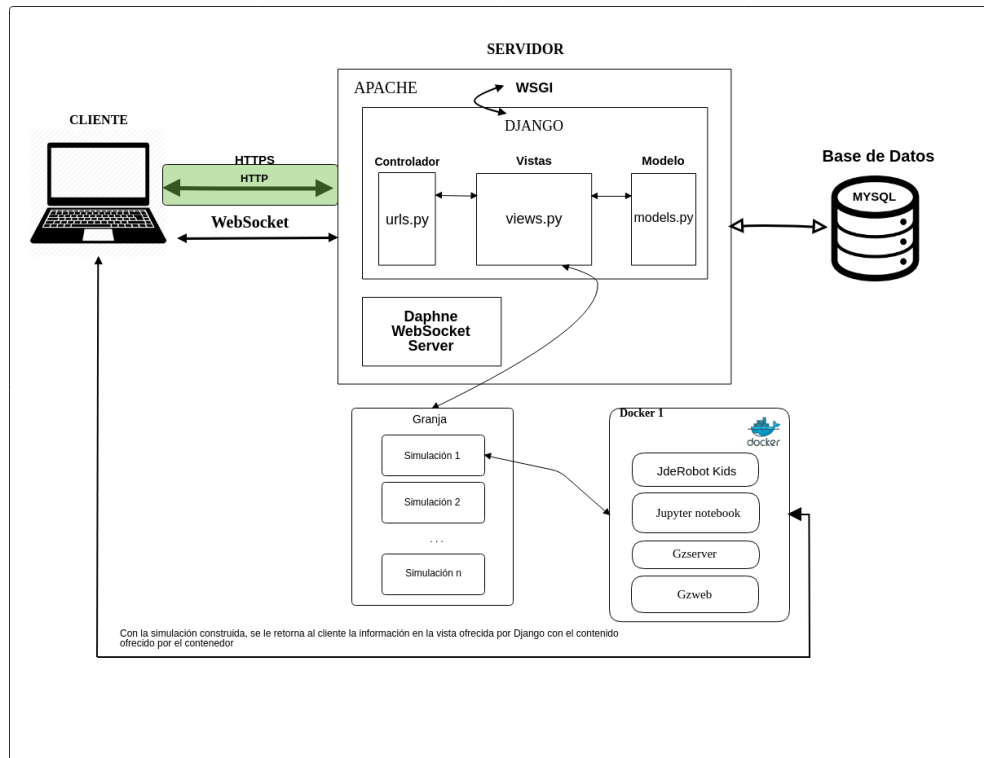 SERVIDOR
APACHE
WSGI
CLIENTE
DJANGO
HTTPS
HTTP
Controlador
Vistas
Modelo
Base de Datos
MYSQL
urls.py
views.py
models.py
WebSocket
Daphne
WebSocket
Server
Granja
Simulación 1
Simulación 2
. . .
Simulación n
Docker 1
docker
JdeRobot Kids
Jupyter notebook
Gzserver
Gzweb
Con la simulación construida, se le retorna al cliente la información en la vista ofrecida por Django con el contenido
ofrecido por el contenedor